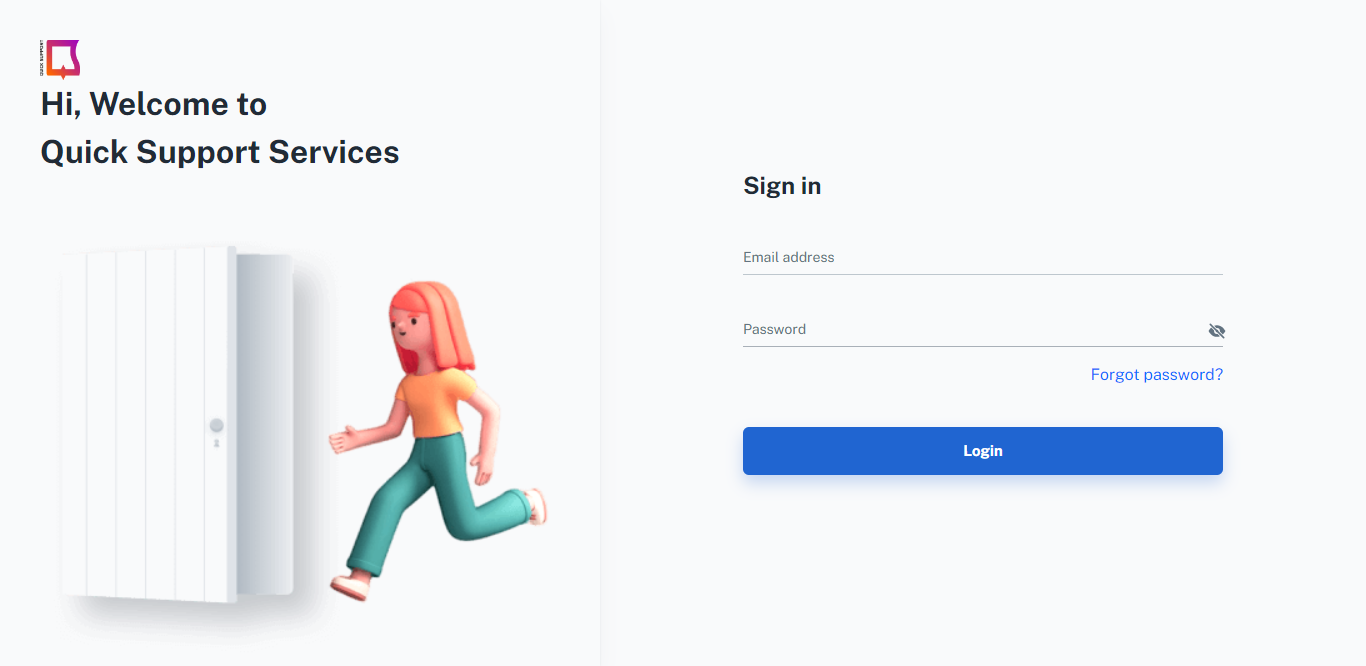 QUICK SUPPORT
Hi, Welcome to
Quick Support Services
Sign in
Email address
Password
Forgot password?
Login